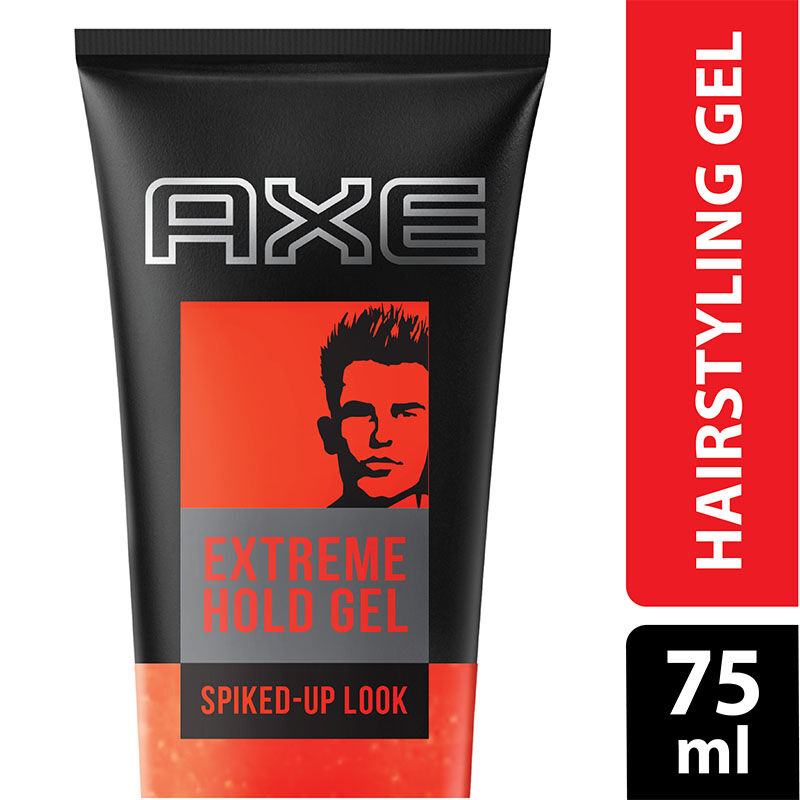 AXE
EXTREME
HOLD GEL
SPIKED-UP LOOK
HAIRSTYLING GEL
75
ml